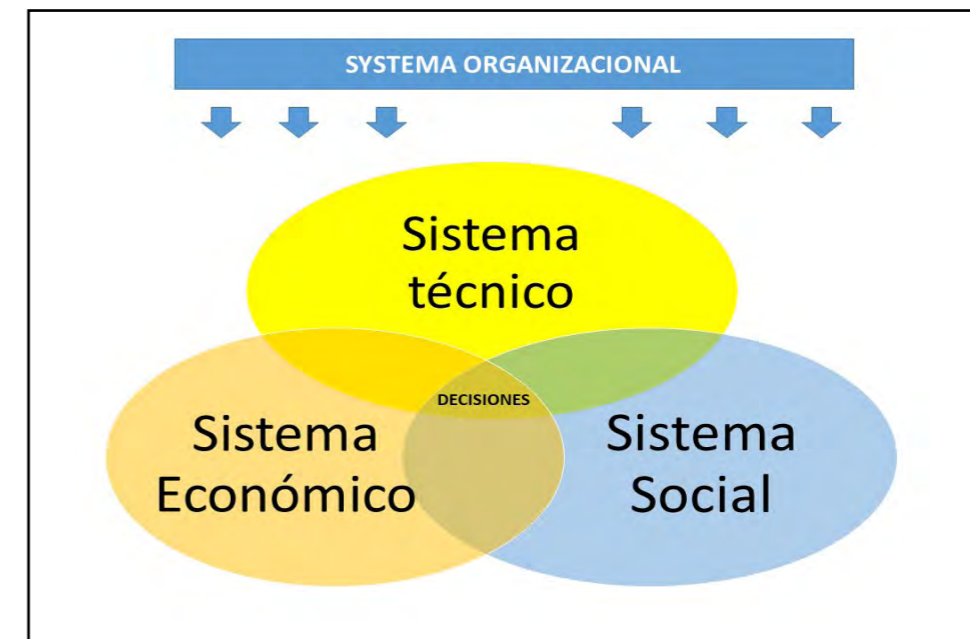 SYSTEMA ORGANIZACIONAL
Sistema
técnico
DECISIONES
Sistema
Económico
Sistema
Social